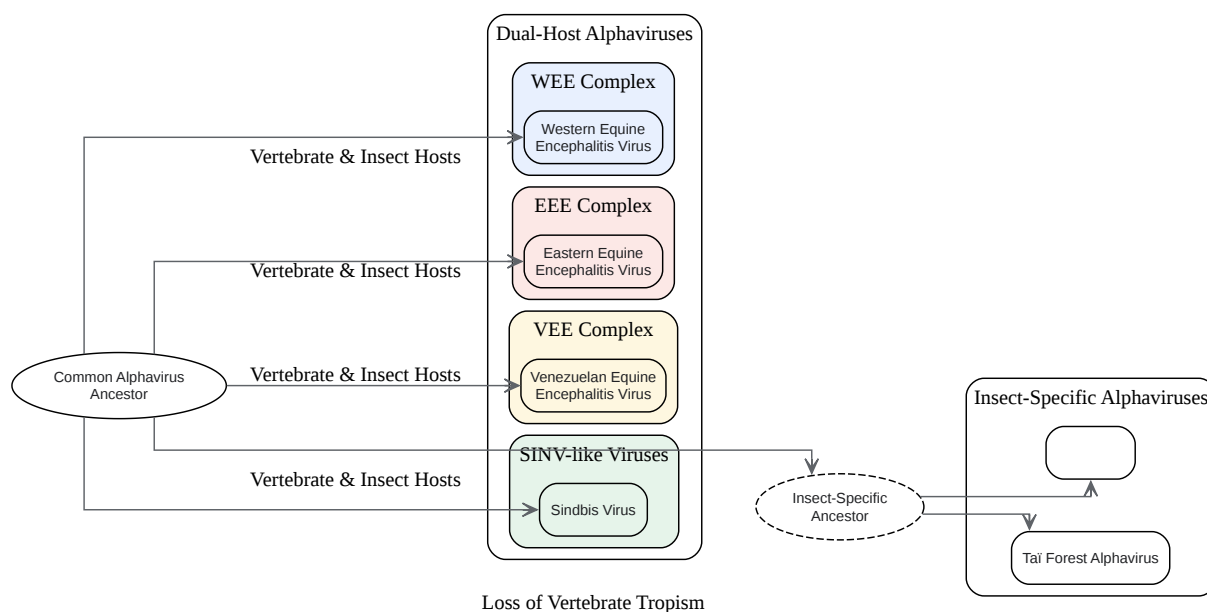 Dual-Host Alphaviruses
WEE Complex
Western Equine
Encephalitis Virus
Vertebrate & Insect Hosts
EEE Complex
Eastern Equine
Encephalitis Virus
Vertebrate & Insect Hosts
VEE Complex
Venezuelan Equine
Encephalitis Virus
Vertebrate & Insect Hosts
Common Alphavirus
Ancestor
SINV-like Viruses
Sindbis Virus
Vertebrate & Insect Hosts
Insect-Specific
Ancestor
Insect-Specific Alphaviruses
Taï Forest Alphavirus
Loss of Vertebrate Tropism